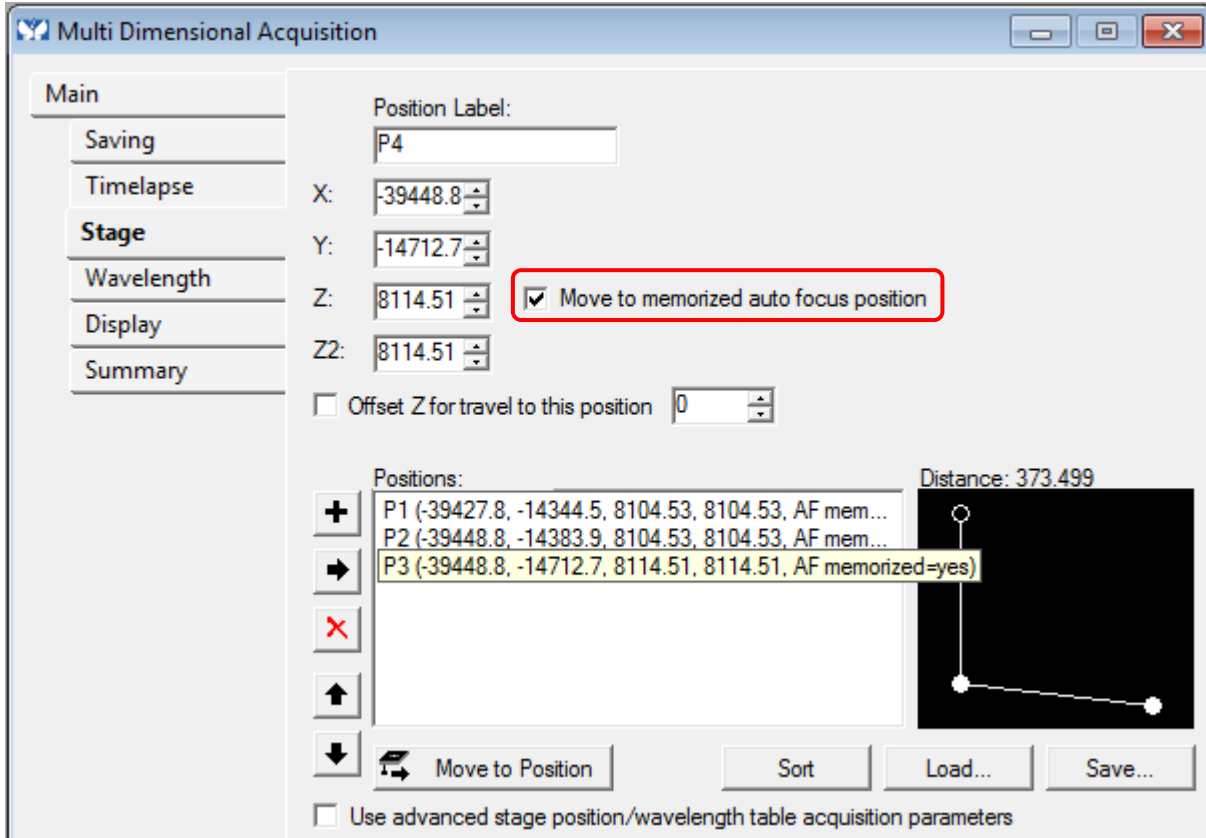 Multi Dimensional Acquisition
Main
Saving
Timelapse
Stage
Wavelength
Display
Summary
Position Label:
P4
X: -39448.8
Y: -14712.7
Z: 8114.51 Move to memorized auto focus position
Z2: 8114.51
Offset Z for travel to this position 0
Positions: Distance: 373.499
P1 (-39427.8, -14344.5, 8104.53, 8104.53, AF mem...
P2 (-39448.8, -14383.9, 8104.53, 8104.53, AF mem...
P3 (-39448.8, -14712.7, 8114.51, 8114.51, AF memorized=yes)
Move to Position Sort Load... Save...
Use advanced stage position/wavelength table acquisition parameters